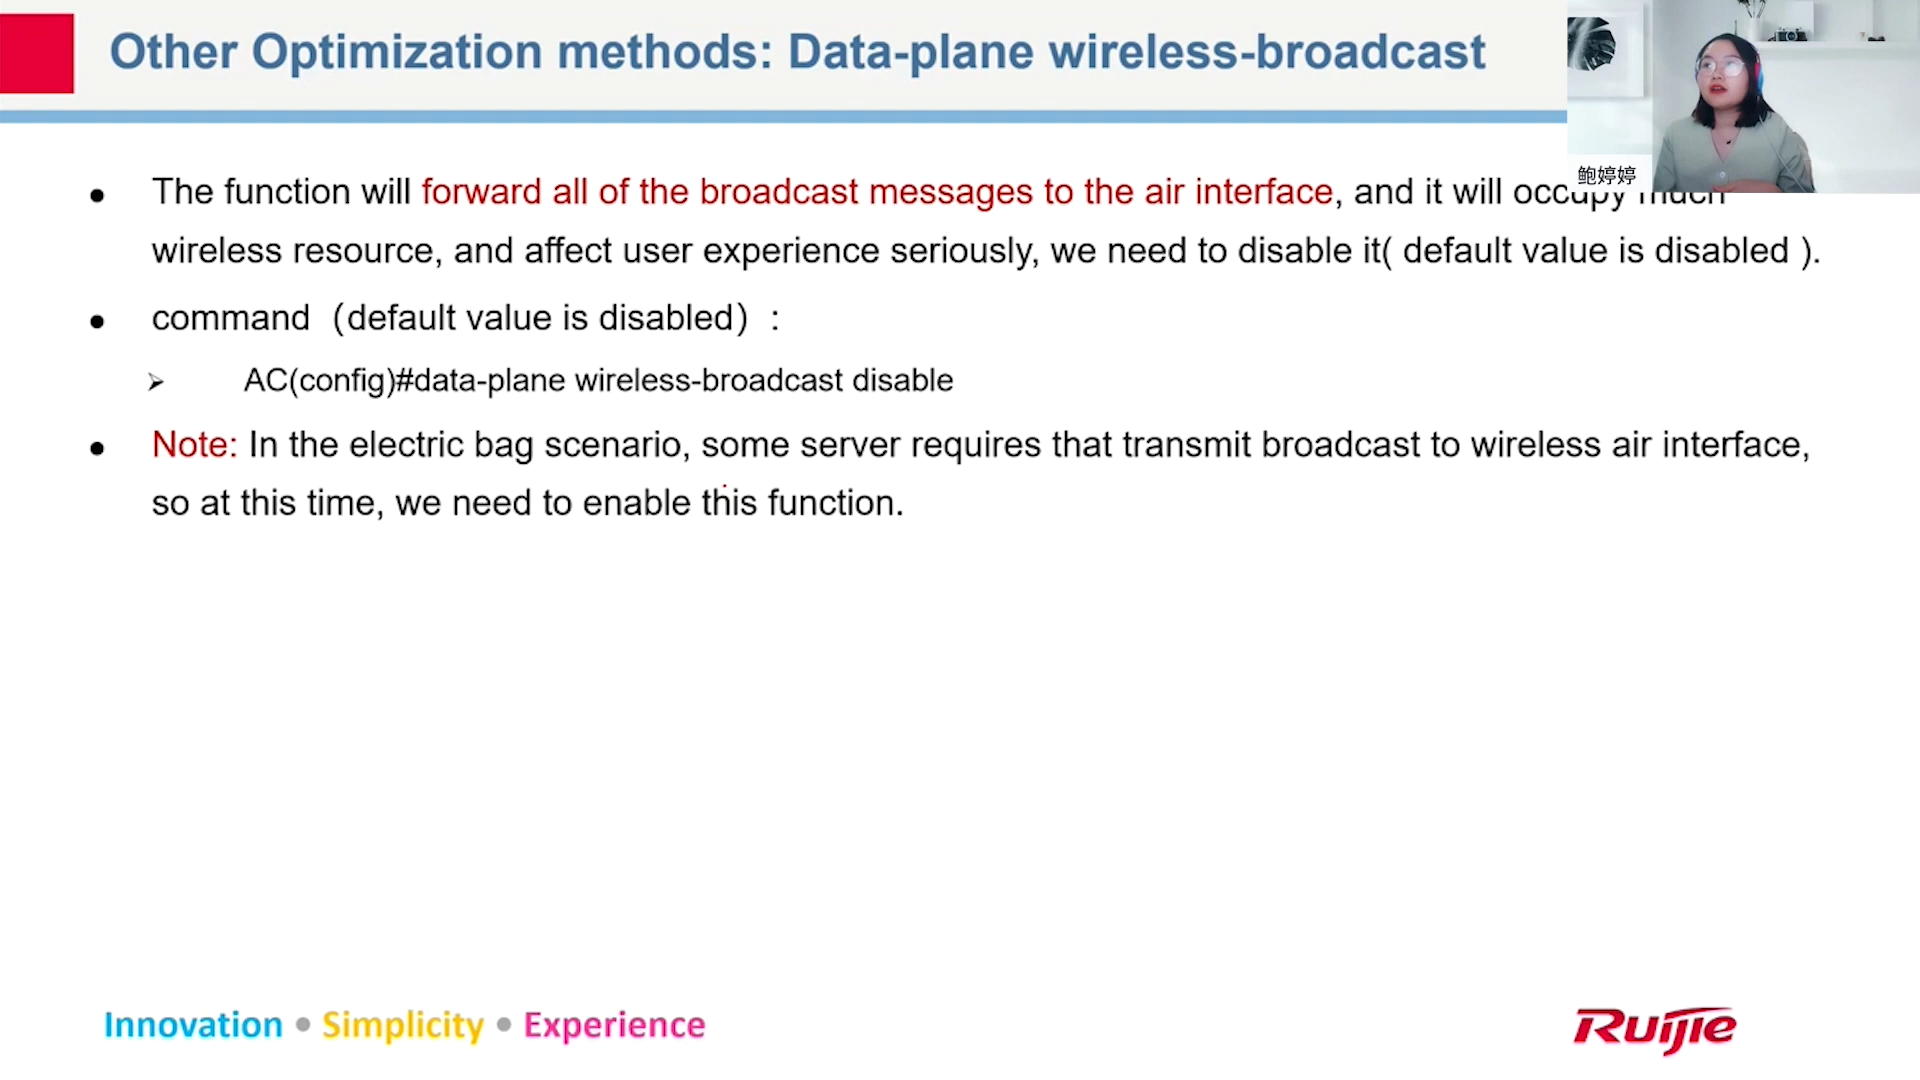 Other Optimization methods: Data-plane wireless-broadcast
鲍婷婷
The function will forward all of the broadcast messages to the air interface, and it will occupy much
wireless resource, and affect user experience seriously, we need to disable it( default value is disabled ).
command（default value is disabled）:
AC(config)#data-plane wireless-broadcast disable
Note: In the electric bag scenario, some server requires that transmit broadcast to wireless air interface,
so at this time, we need to enable this function.
Innovation • Simplicity • Experience
Ruijie